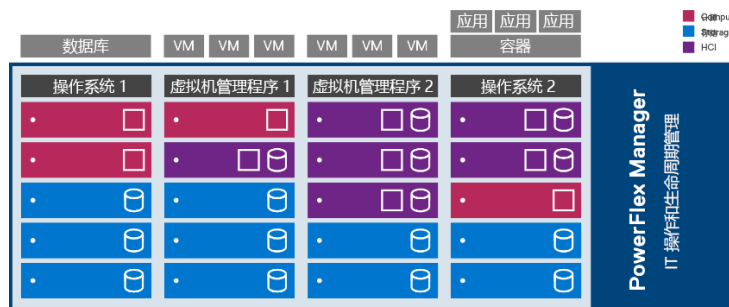 应用 应用 应用
数据库 VM VM VM VM VM VM 容器
HCI
操作系统 1 虚拟机管理程序 1 虚拟机管理程序 2 操作系统 2
PowerFlex Manager
IT 操作和生命周期管理